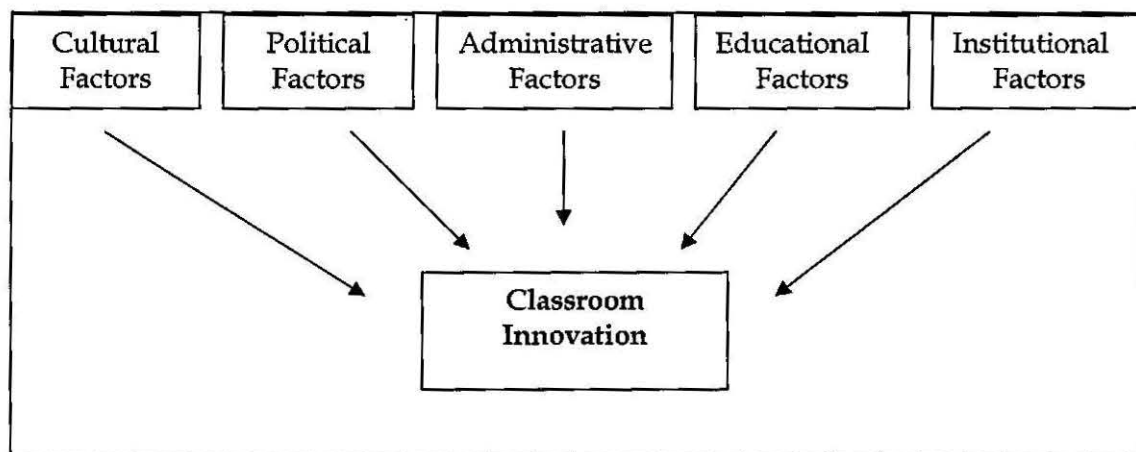 Cultural
Factors
Political
Factors
Administrative
Factors
Educational
Factors
Institutional
Factors
Classroom
Innovation